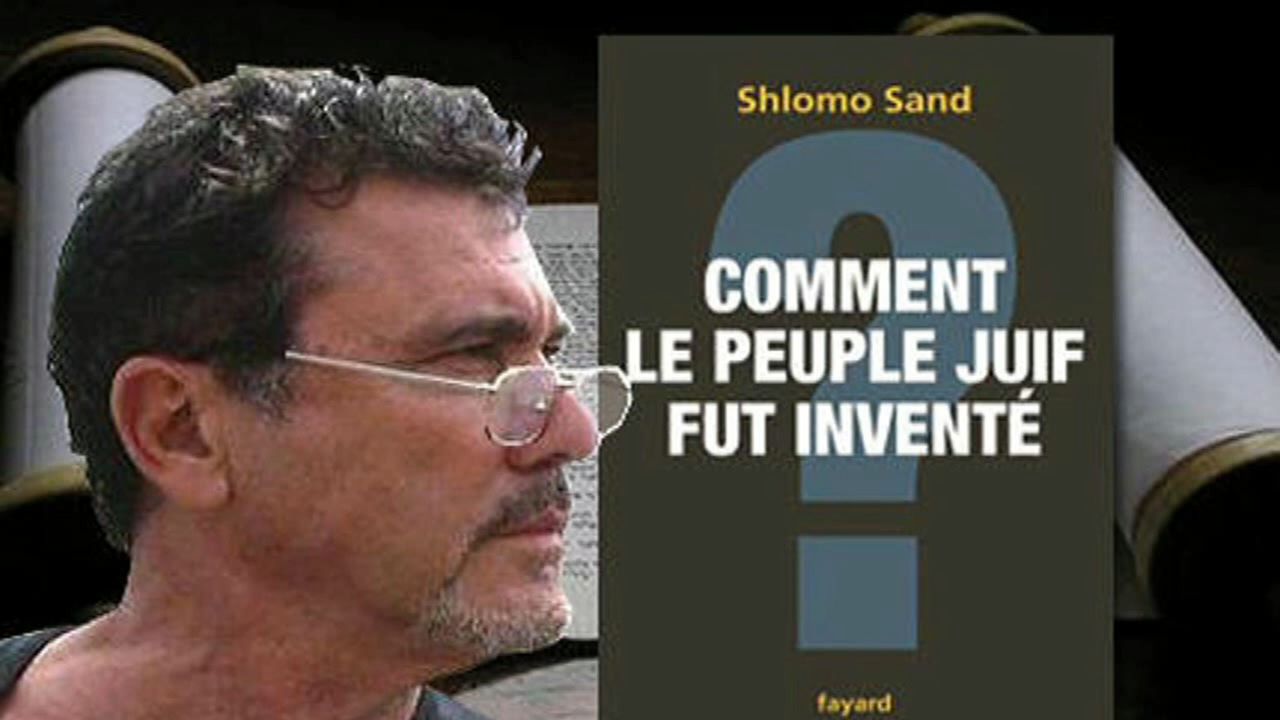 Shlomo Sand
COMMENT
LE PEUPLE JUIF
FUT INVENTÉ
fayard